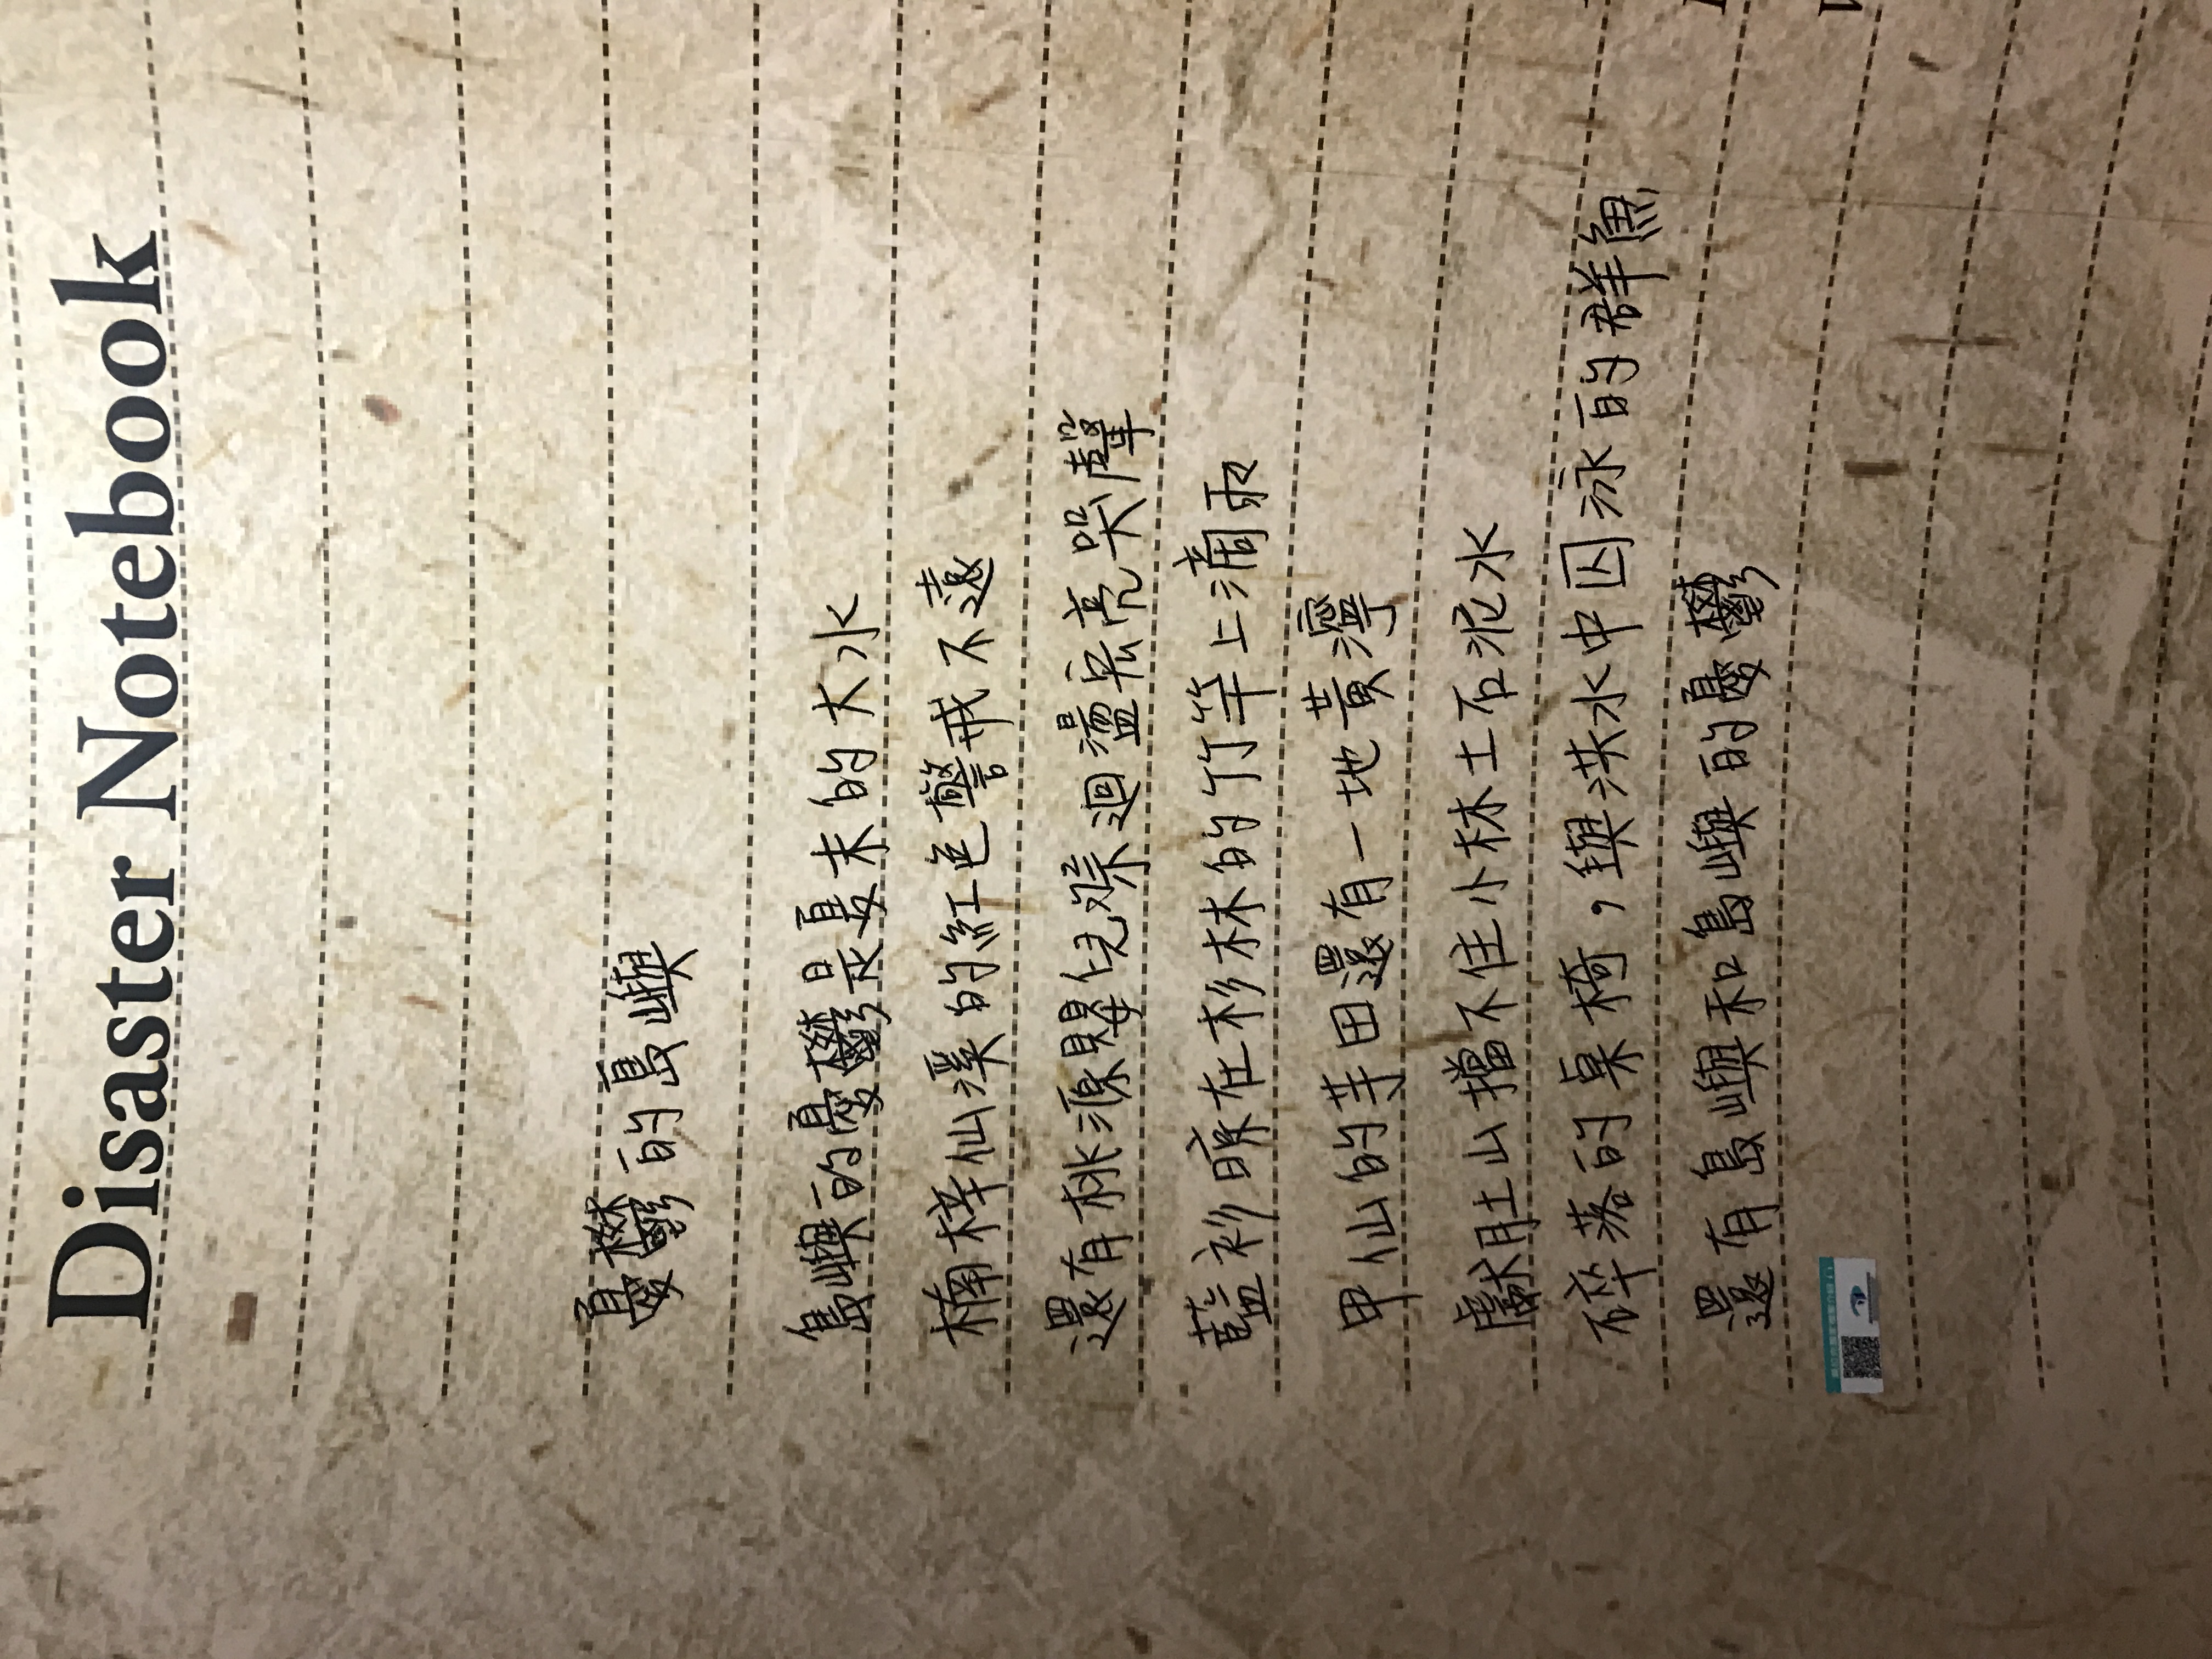 Disaster Notebook
憂鬱的島嶼
島嶼的憂鬱是夏末的大水
楠梓仙溪的紅色警戒不遠
還有桃源嬰兒猕迴盪宏亮哭聲
藍衫晾在杉林的竹竿上滴雨
甲仙的芋田還有一地黃濘
獻肚山擋不住小林土石泥水
碎落的桌椅，與洪水中囚泳的群魚
還有島嶼和島嶼的憂鬱